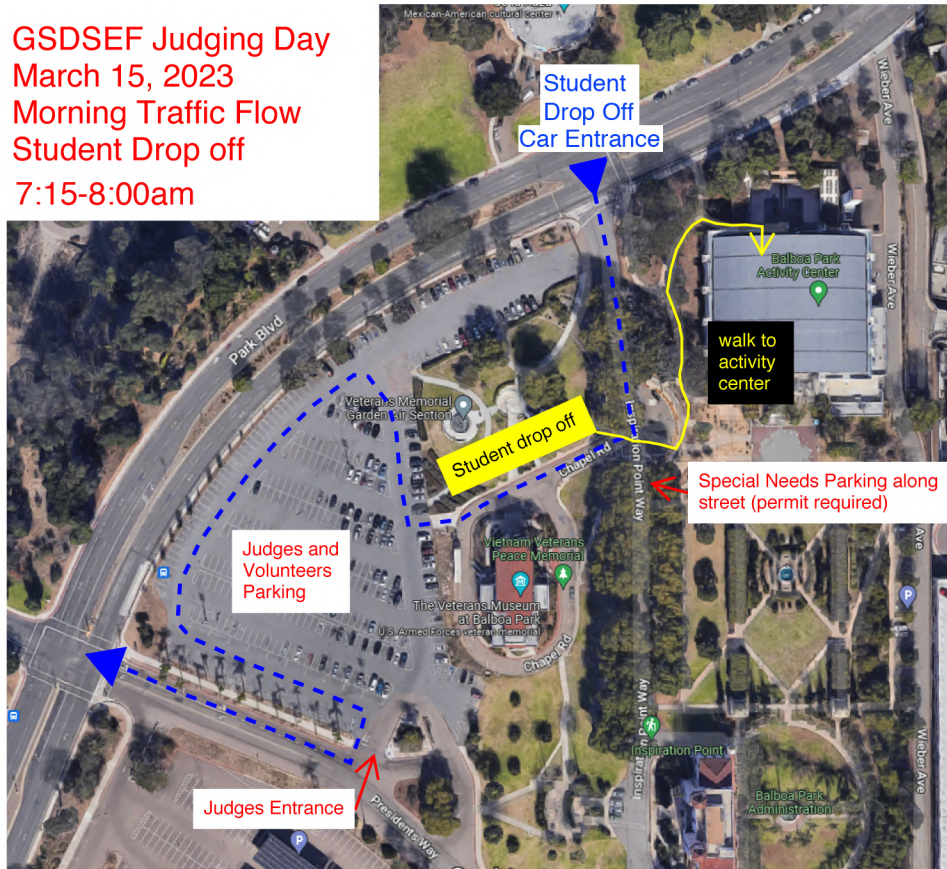 GSDSEF Judging Day
March 15, 2023
Morning Traffic Flow
Student Drop off
7:15-8:00am
Mexican-American cultural center
Student
Drop Off
Car Entrance
Wieber Ave
Wieber Ave
Balboa Park
Activity Center
walk to
activity
center
Park Blvd
Veterans Memorial
Garden Air Section
Student drop off
Chapel Rd
Inspiration Point Way
Special Needs Parking along
street (permit required)
Ave
Judges and
Volunteers
Parking
Vietnam Veterans
Peace Memorial
The Veterans Museum
at Balboa Park
U.S. Armed Forces veteran memorial
P
Chapel Rd
Inspiration Point Way
Inspiration Point
Wieber Ave
Balboa Park
Administration
Judges Entrance
Presidents Way
P